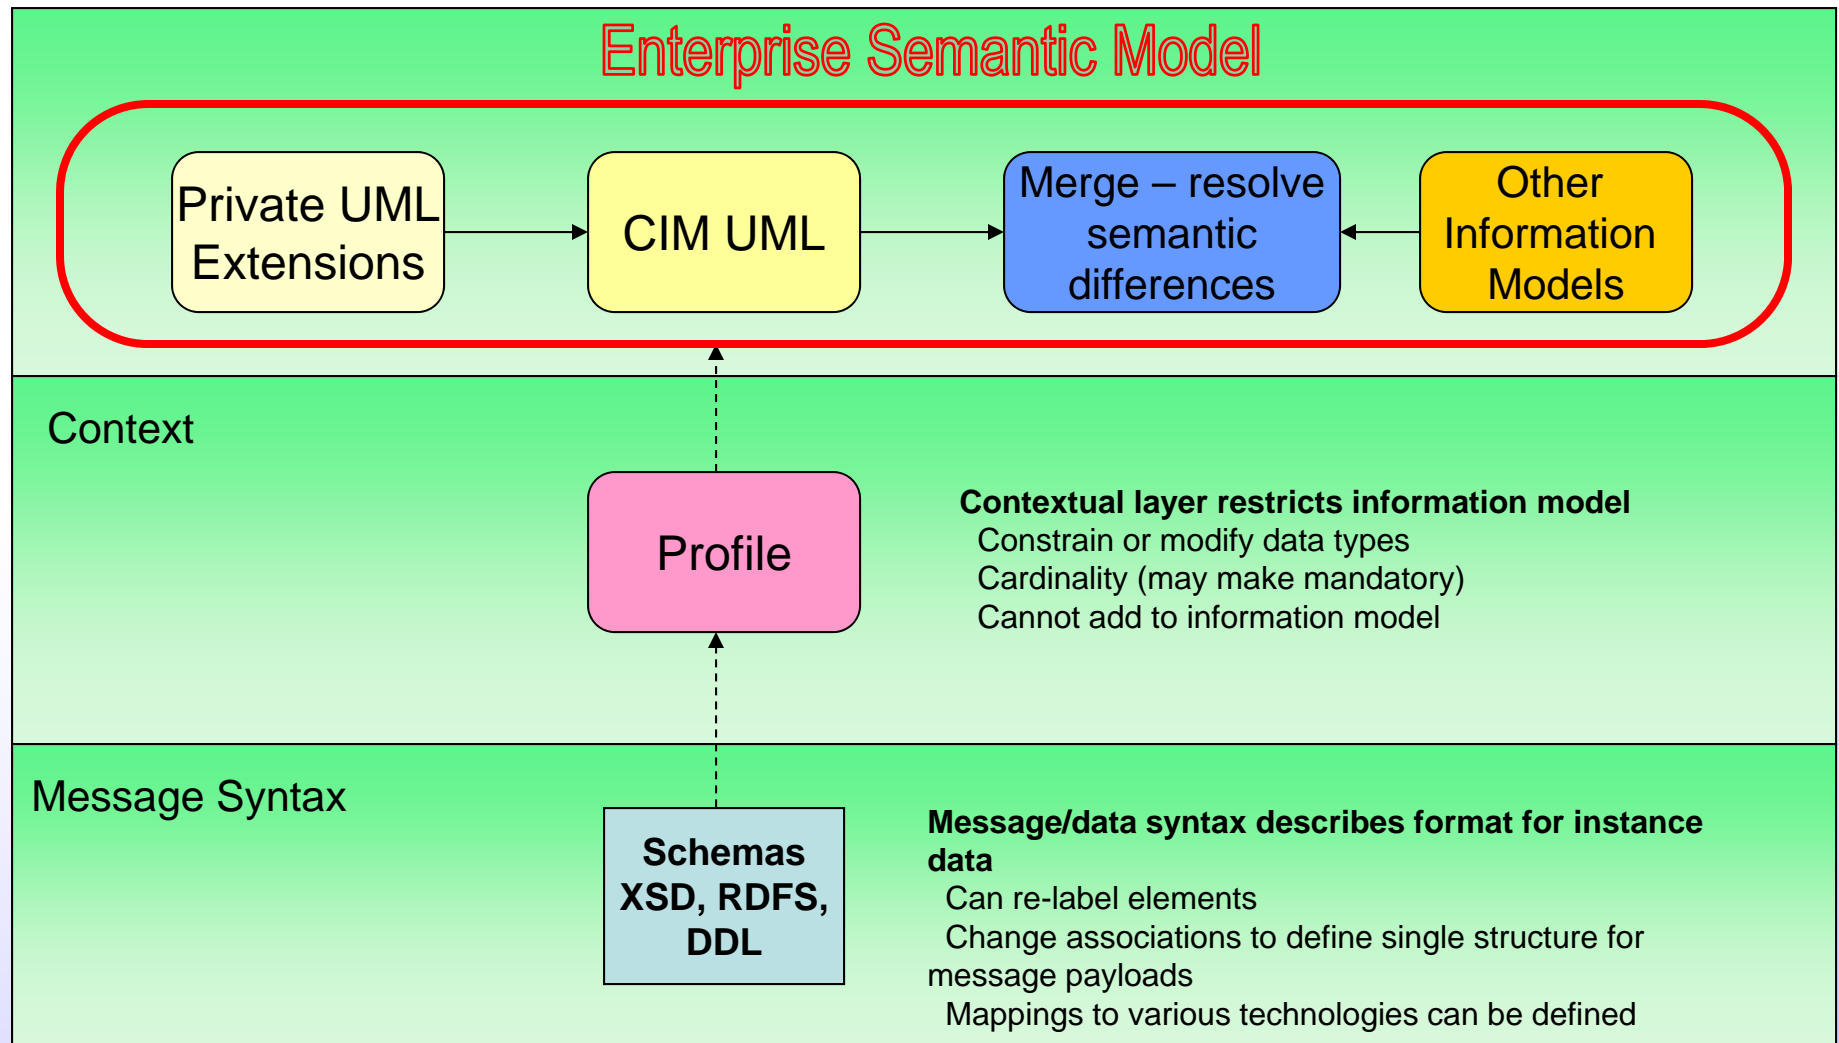 Enterprise Semantic Model
Private UML
Extensions
CIM UML
Merge – resolve
semantic
differences
Other
Information
Models
Context
Profile
Contextual layer restricts information model
Constrain or modify data types
Cardinality (may make mandatory)
Cannot add to information model
Message Syntax
Schemas
XSD, RDFS,
DDL
Message/data syntax describes format for instance
data
Can re-label elements
Change associations to define single structure for
message payloads
Mappings to various technologies can be defined